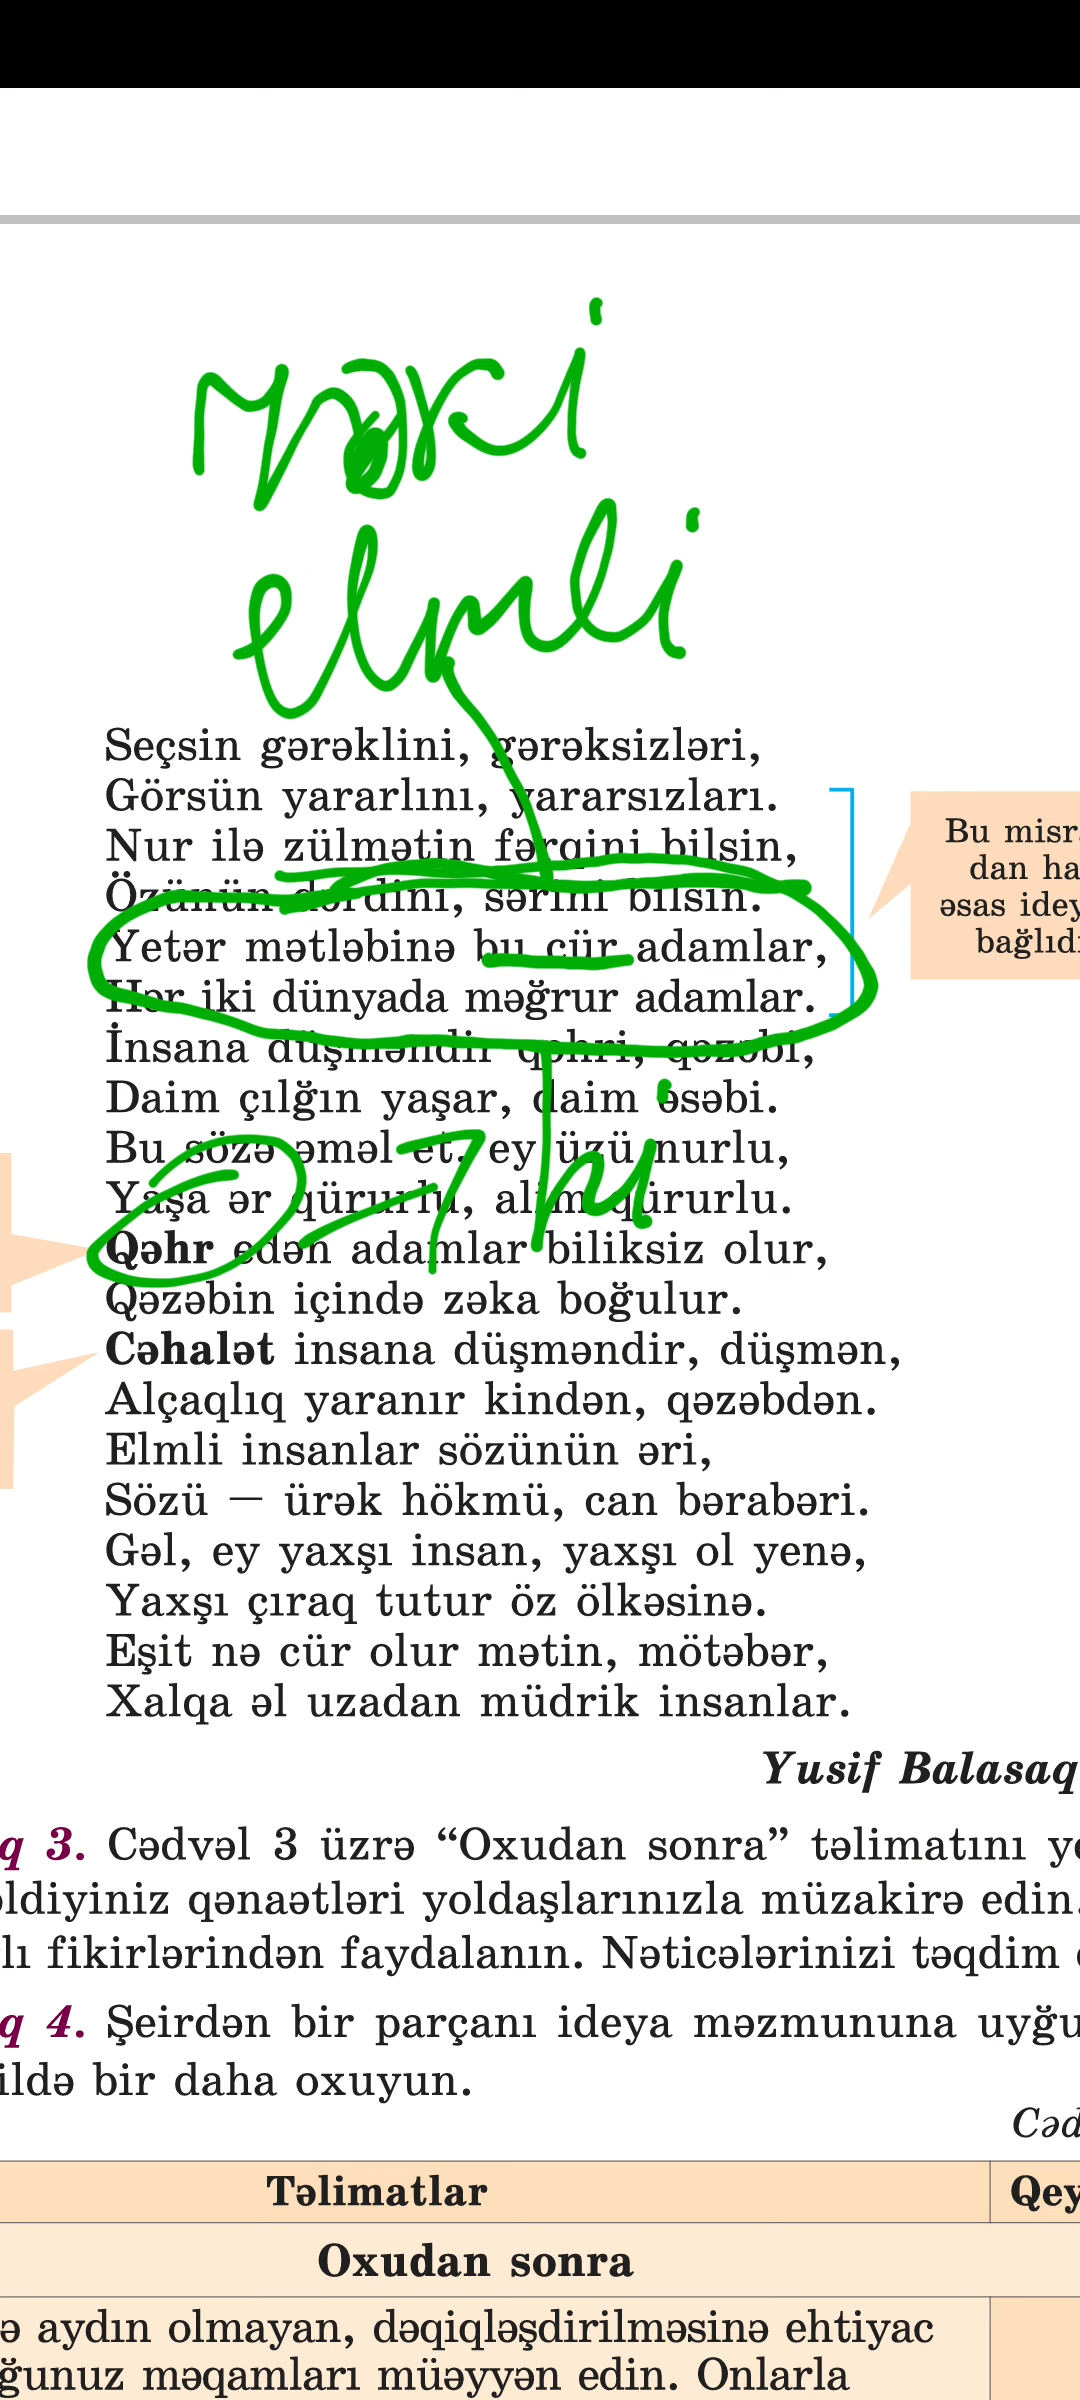 elmli
Seçsin gərəklini, gərəksizləri,
Görsün yararlını, yararsızları.
Nur ilə zülmətin fərqini bilsin,
Özünün dərdini, sərini bilsin.
Yetər mətləbinə bu cür adamlar,
Hər iki dünyada məğrur adamlar.
İnsana düşməndir qəhri, qəzəbi,
Daim çılğın yaşar, daim əsəbi.
Bu sözə əməl et, ey üzü nurlu,
Yaşa ər qürurlu, alim qürurlu.
Qəhr edən adamlar biliksiz olur,
Qəzəbin içində zəka boğulur.
Cəhalət insana düşməndir, düşmən,
Alçaqlıq yaranır kindən, qəzəbdən.
Elmli insanlar sözünün əri,
Sözü — ürək hökmü, can bərabəri.
Gəl, ey yaxşı insan, yaxşı ol yenə,
Yaxşı çıraq tutur öz ölkəsinə.
Eşit nə cür olur mətin, mötəbər,
Xalqa əl uzadan müdrik insanlar.
Bu misr
dan ha
əsas idey
bağlıdı
Yusif Balasaq
q 3. Cədvəl 3 üzrə “Oxudan sonra” təlimatını ye
əldiyiniz qənaətləri yoldaşlarınızla müzakirə edin.
lı fikirlərindən faydalanın. Nəticələrinizi təqdim e
q 4. Şeirdən bir parçanı ideya məzmununa uyğu
ildə bir daha oxuyun.
Cəd
Təlimatlar Qey
Oxudan sonra
ə aydın olmayan, dəqiqləşdirilməsinə ehtiyac
ğunuz məqamları müəyyən edin. Onlarla